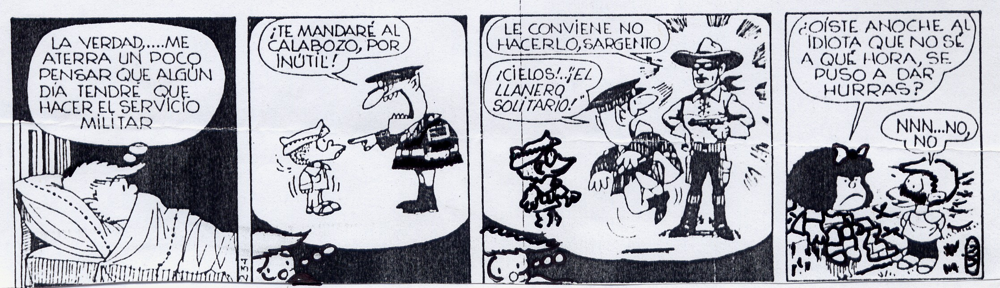 LA VERDAD,....ME
ATERRA UN POCO
PENSAR QUE ALGÚN
DÍA TENDRÉ QUE
HACER EL SERVICIO
MILITAR
234
¡TE MANDARÉ AL
CALABOZO, POR
INÚTIL!
LE CONVIENE NO
HACERLO, SARGENTO
¡CIELOS!..¡"EL
LLANERO
SOLITARIO!"
¿OÍSTE ANOCHE AL
IDIOTA QUE NO SÉ
A QUÉ HORA, SE
PUSO A DAR
HURRAS?
NNN...NO,
NO